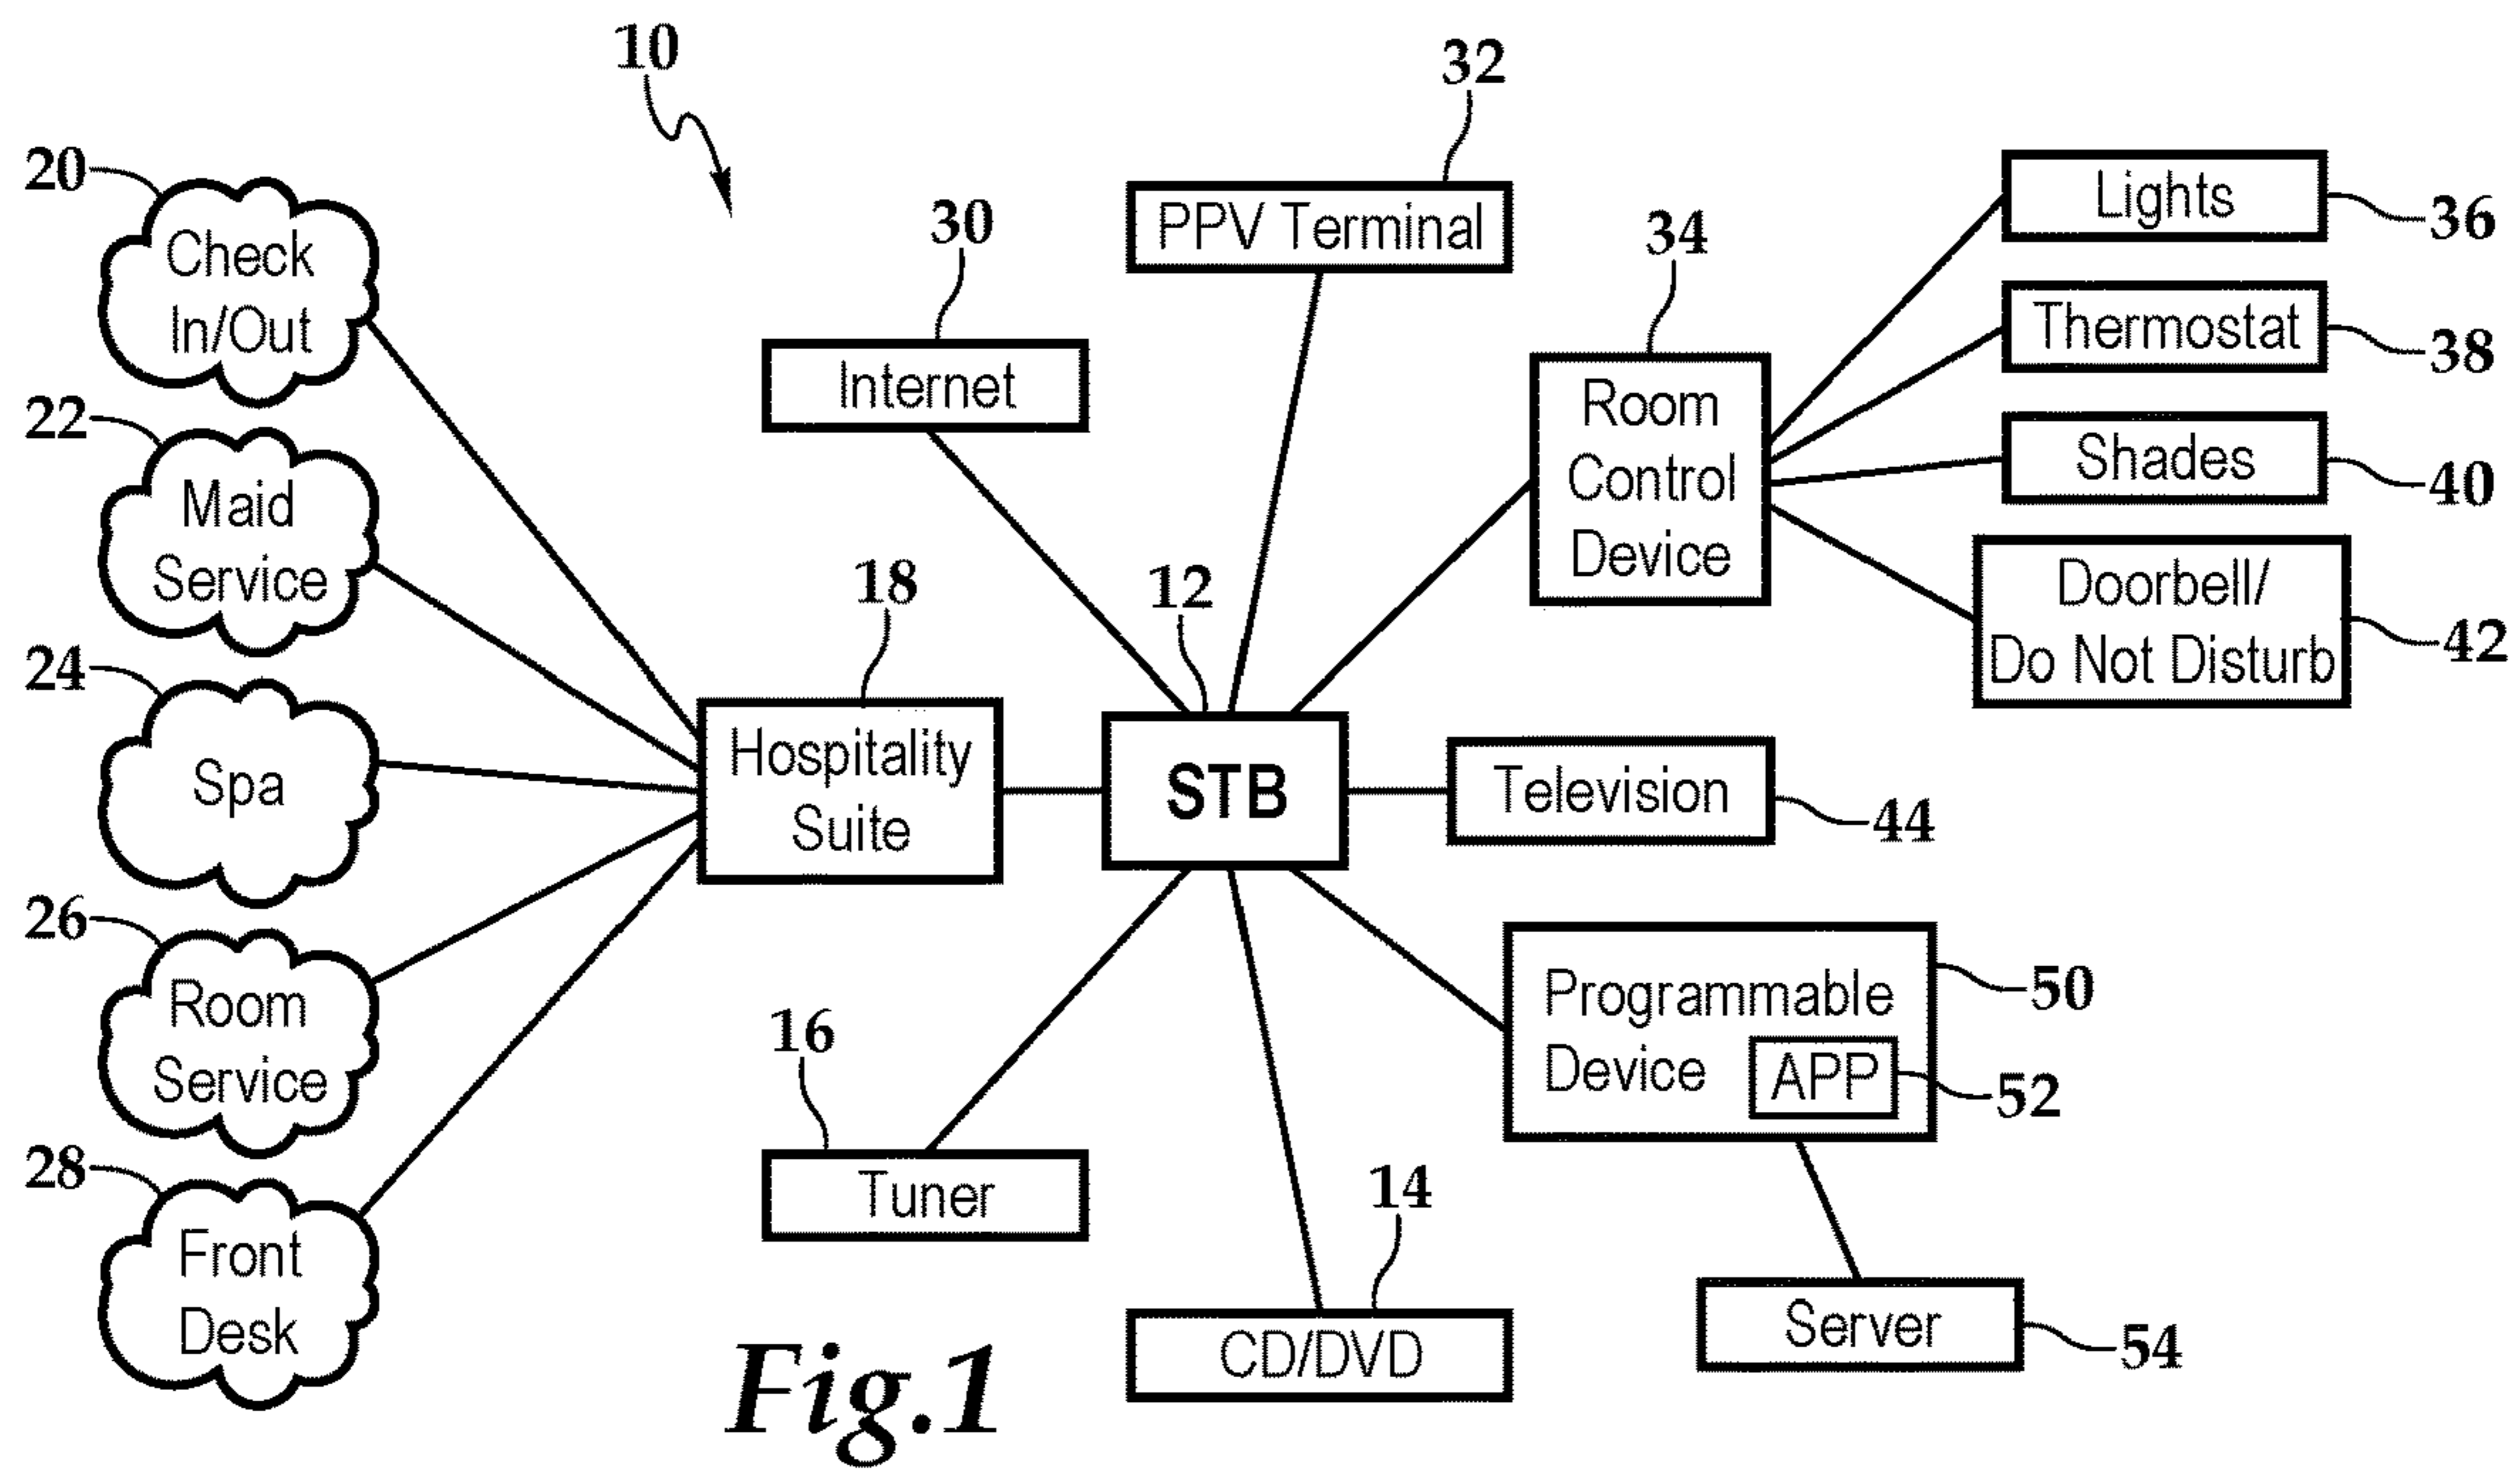 10
32
20
Check
In/Out
30
PPV Terminal
34
Lights
36
Internet
Room
Control
Device
Thermostat
38
22
Maid
Service
Shades
40
18
12
Doorbell/
Do Not Disturb
42
24
Spa
Hospitality
Suite
STB
Television
44
26
Room
Service
16
Programmable
Device
APP
50
52
28
Front
Desk
Tuner
14
CD/DVD
Server
54
Fig.1